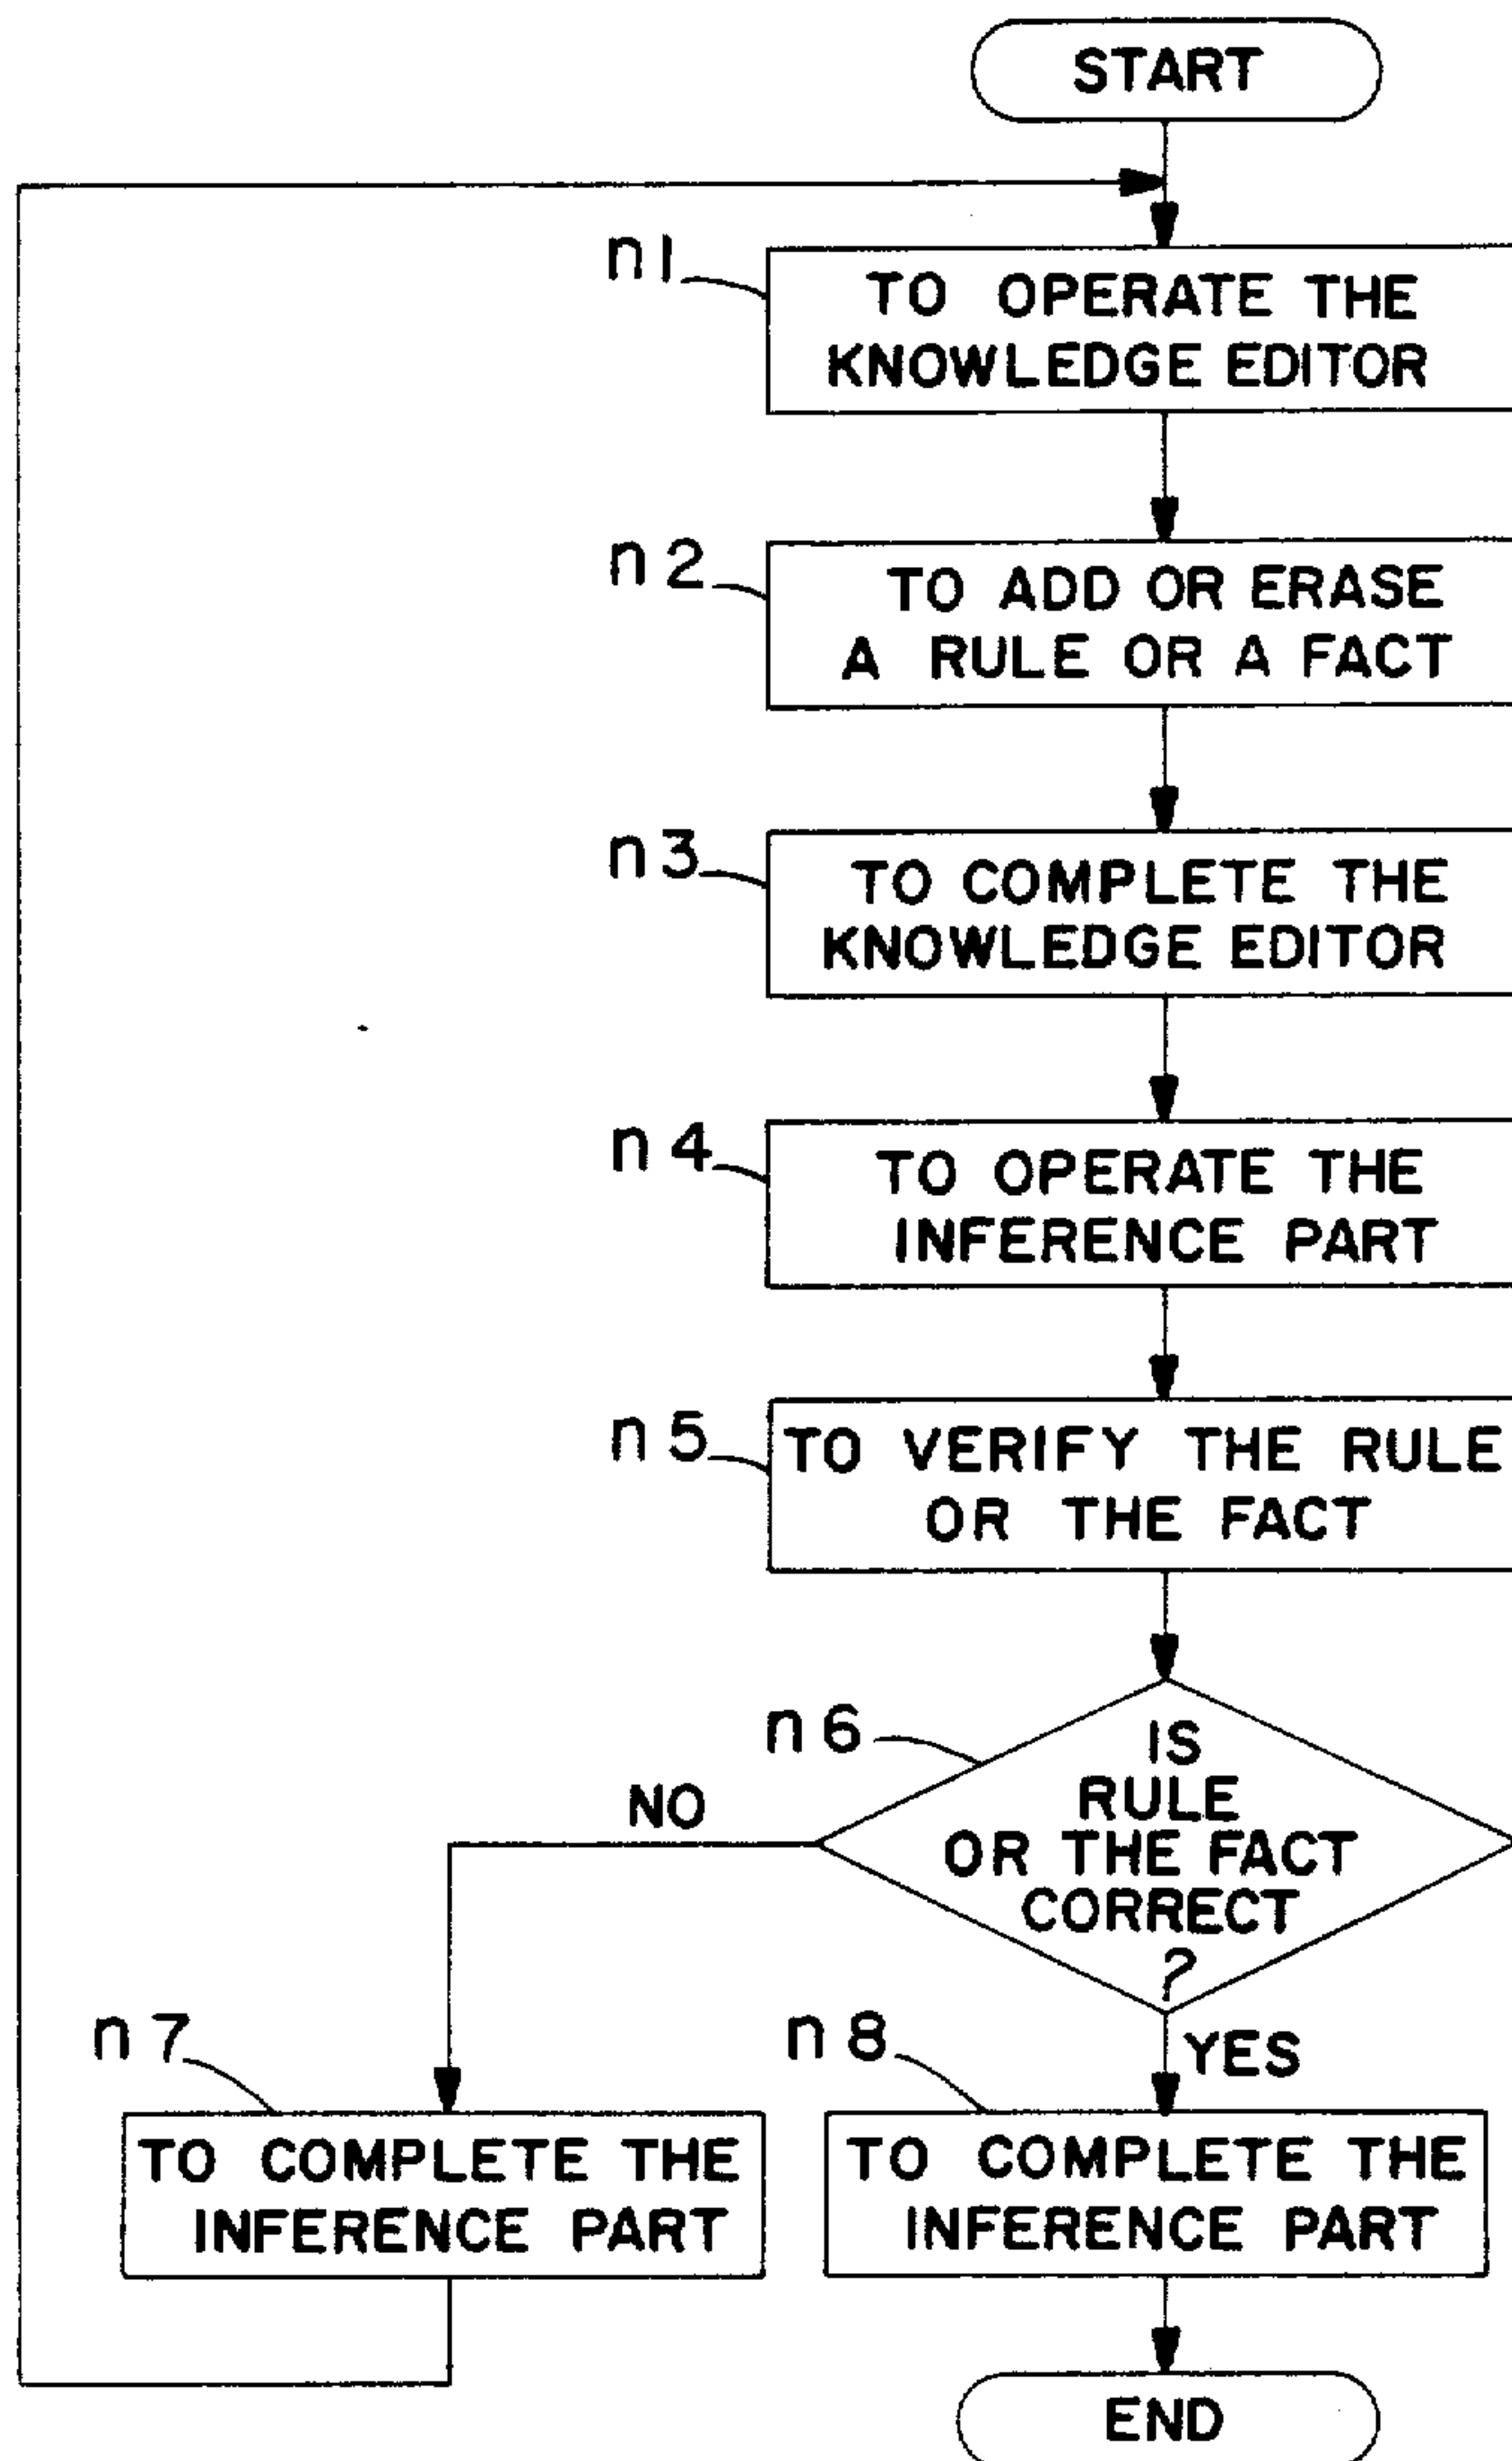 START
n1
TO OPERATE THE
KNOWLEDGE EDITOR
n2
TO ADD OR ERASE
A RULE OR A FACT
n3
TO COMPLETE THE
KNOWLEDGE EDITOR
n4
TO OPERATE THE
INFERENCE PART
n5
TO VERIFY THE RULE
OR THE FACT
n6
IS
RULE
OR THE FACT
CORRECT
?
NO
YES
n7
TO COMPLETE THE
INFERENCE PART
n8
TO COMPLETE THE
INFERENCE PART
END